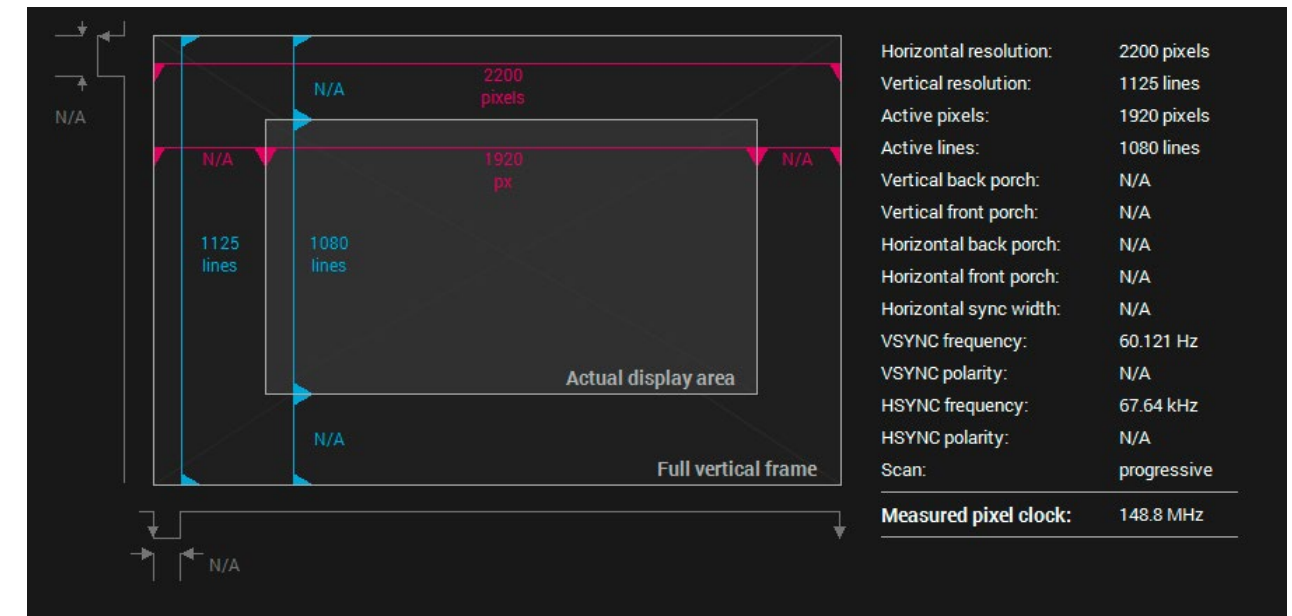 N/A
2200
pixels
N/A
N/A
1920
px
N/A
1125
lines
1080
lines
Actual display area
N/A
Full vertical frame
N/A
Horizontal resolution: 2200 pixels
Vertical resolution: 1125 lines
Active pixels: 1920 pixels
Active lines: 1080 lines
Vertical back porch: N/A
Vertical front porch: N/A
Horizontal back porch: N/A
Horizontal front porch: N/A
Horizontal sync width: N/A
VSYNC frequency: 60.121 Hz
VSYNC polarity: N/A
HSYNC frequency: 67.64 kHz
HSYNC polarity: N/A
Scan: progressive
Measured pixel clock: 148.8 MHz